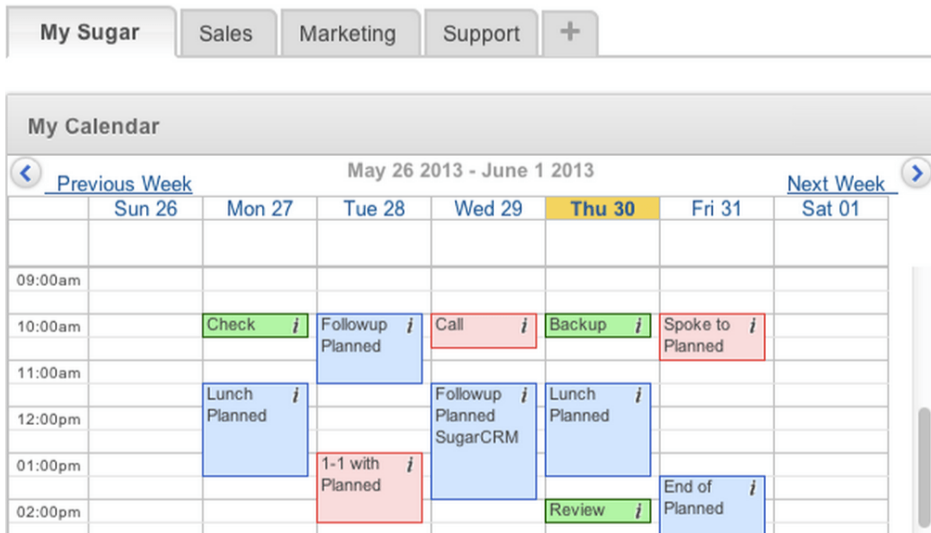 My Sugar Sales Marketing Support +
My Calendar
May 26 2013 - June 1 2013
Previous Week Next Week
Sun 26 Mon 27 Tue 28 Wed 29 Thu 30 Fri 31 Sat 01
09:00am
10:00am
Check i
Followup i
Planned
Call i
Backup i
Spoke to i
Planned
11:00am
Lunch i
Planned
Followup i
Planned
SugarCRM
Lunch i
Planned
12:00pm
01:00pm
1-1 with i
Planned
End of i
Planned
02:00pm
Review i